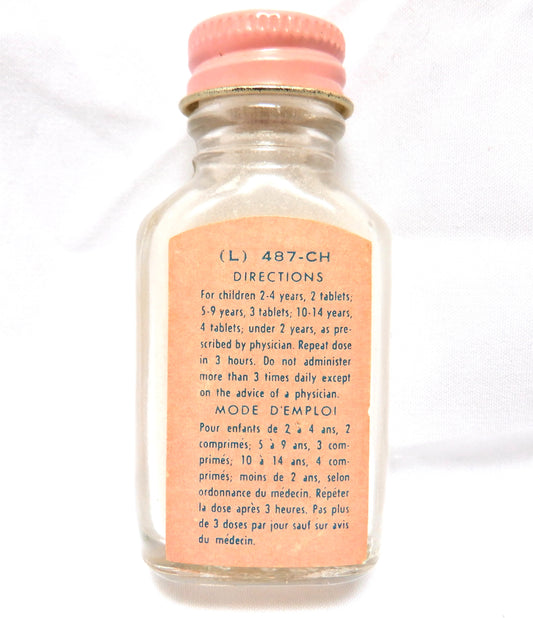 (L) 487-CH
DIRECTIONS
For children 2-4 years, 2 tablets;
5-9 years, 3 tablets; 10-14 years,
4 tablets; under 2 years, as pre-
scribed by physician. Repeat dose
in 3 hours. Do not administer
more than 3 times daily except
on the advice of a physician.
MODE D'EMPLOI
Pour enfants de 2 à 4 ans, 2
comprimés; 5 à 9 ans, 3 com-
primés; 10 à 14 ans, 4 com-
primés; moins de 2 ans, selon
ordonnance du médecin. Répéter
la dose après 3 heures. Pas plus
de 3 doses par jour sauf sur avis
du médecin.